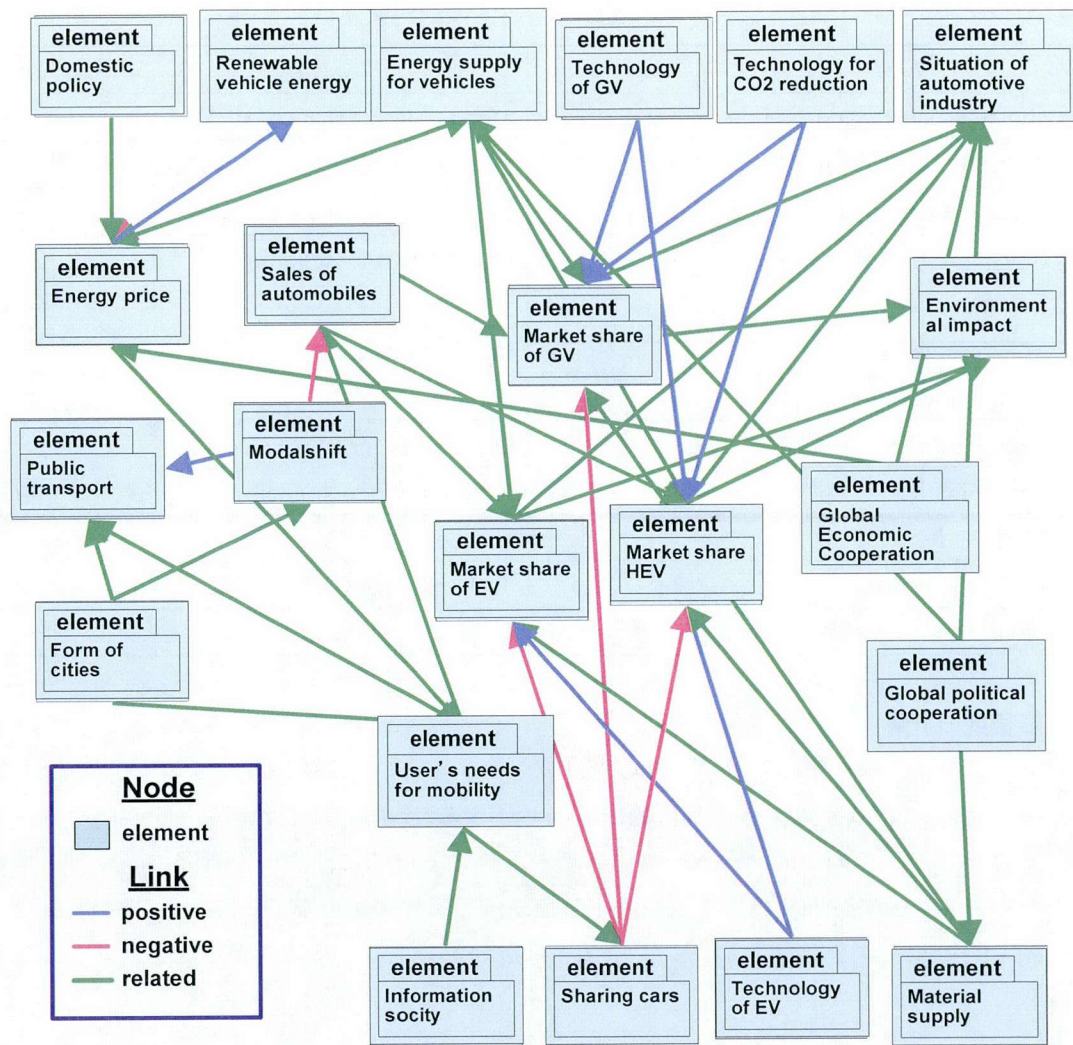 element
Domestic
policy
element
Renewable
vehicle energy
element
Energy supply
for vehicles
element
Technology
of GV
element
Technology for
CO2 reduction
element
Situation of
automotive
industry
element
Energy price
element
Sales of
automobiles
element
Market share
of GV
element
Environment
al impact
element
Public
transport
element
Modalshift
element
Market share
of EV
element
Market share
HEV
element
Global
Economic
Cooperation
element
Form of
cities
element
User's needs
for mobility
element
Global political
cooperation
Node
element
Link
positive
negative
related
element
Information
socity
element
Sharing cars
element
Technology
of EV
element
Material
supply